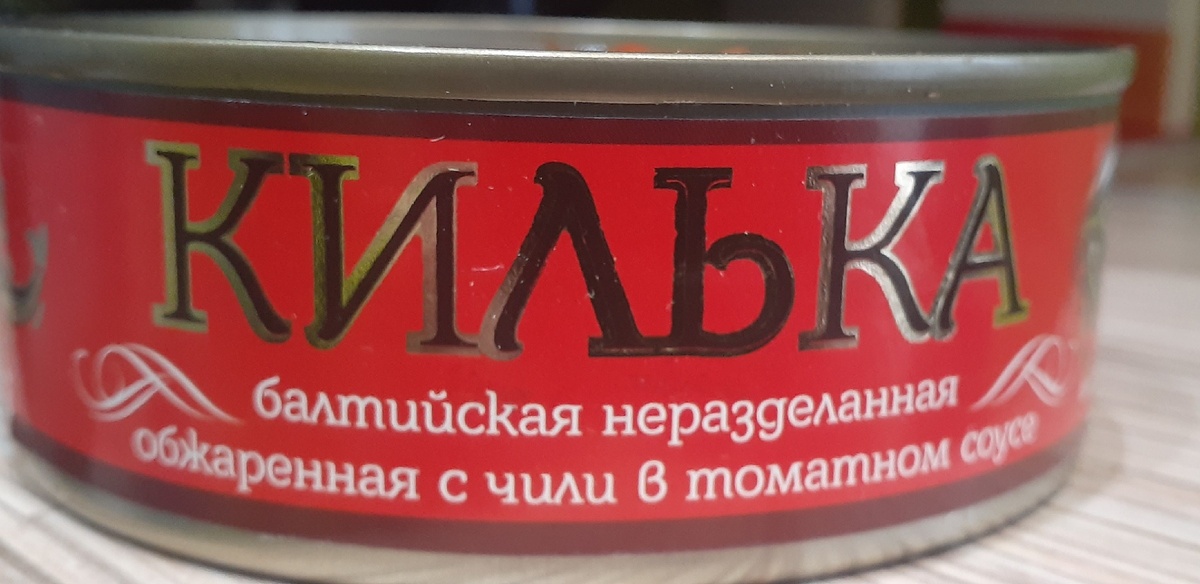 КИЛЬКА
балтийская неразделанная
обжаренная с чили в томатном соусе